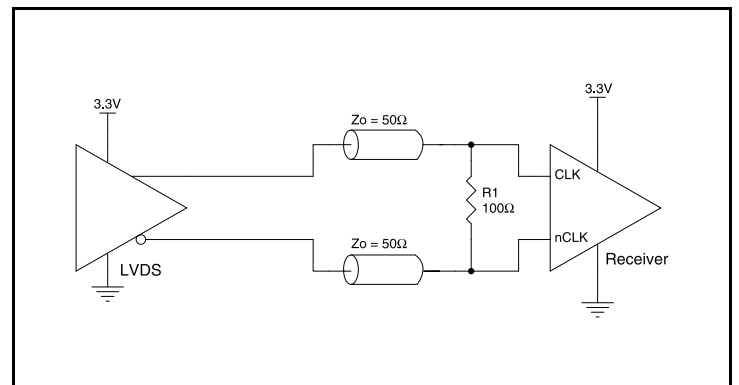 3.3V
3.3V
Zo = 50Ω
CLK
R1
100Ω
nCLK
Zo = 50Ω
LVDS
Receiver